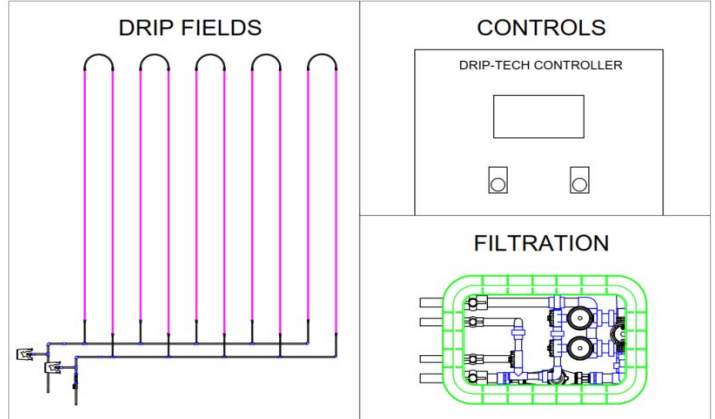 DRIP FIELDS
CONTROLS
DRIP-TECH CONTROLLER
FILTRATION